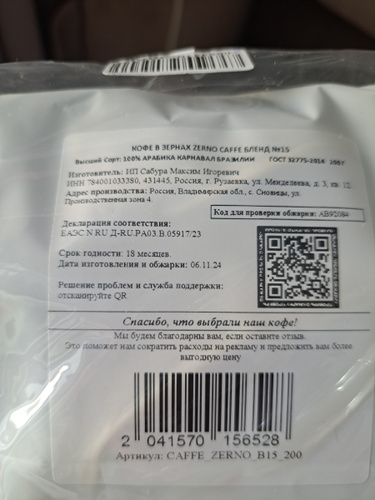 КОФЕ В ЗЕРНАХ ZERNO CAFFE БЛЕНД №15
Высший Сорт: 100% АРАБИКА КАРНАВАЛ БРАЗИЛИИ ГОСТ 32775-2014 200 г
Изготовитель: ИП Сабура Максим Игоревич
ИНН 784001033380, 431445, Россия, г. Рузаевка, ул. Менделеева, д. 3, кв. 12.
Адрес производства: Россия, Владимирская обл., с. Сновицы, ул.
Производственная зона 4.
Код для проверки обжарки: AB92084
Декларация соответствия:
ЕАЭС N RU Д-RU.РА03.В.05917/23
Срок годности: 18 месяцев.
Дата изготовления и обжарки: 06.11.24
Решение проблем и служба поддержки:
отсканируйте QR
Спасибо, что выбрали наш кофе!
Мы будем благодарны вам, если оставите отзыв.
Это поможет нам сократить расходы на рекламу и предложить вам более
выгодную цену
2 041570 156528
Артикул: CAFFE_ZERNO_B15_200